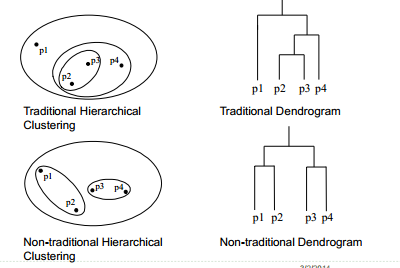 p1
p3 p4
p2
p1 p2 p3 p4
Traditional Hierarchical
Clustering
Traditional Dendrogram
p1
p3 p4
p2
p1 p2 p3 p4
Non-traditional Hierarchical
Clustering
Non-traditional Dendrogram